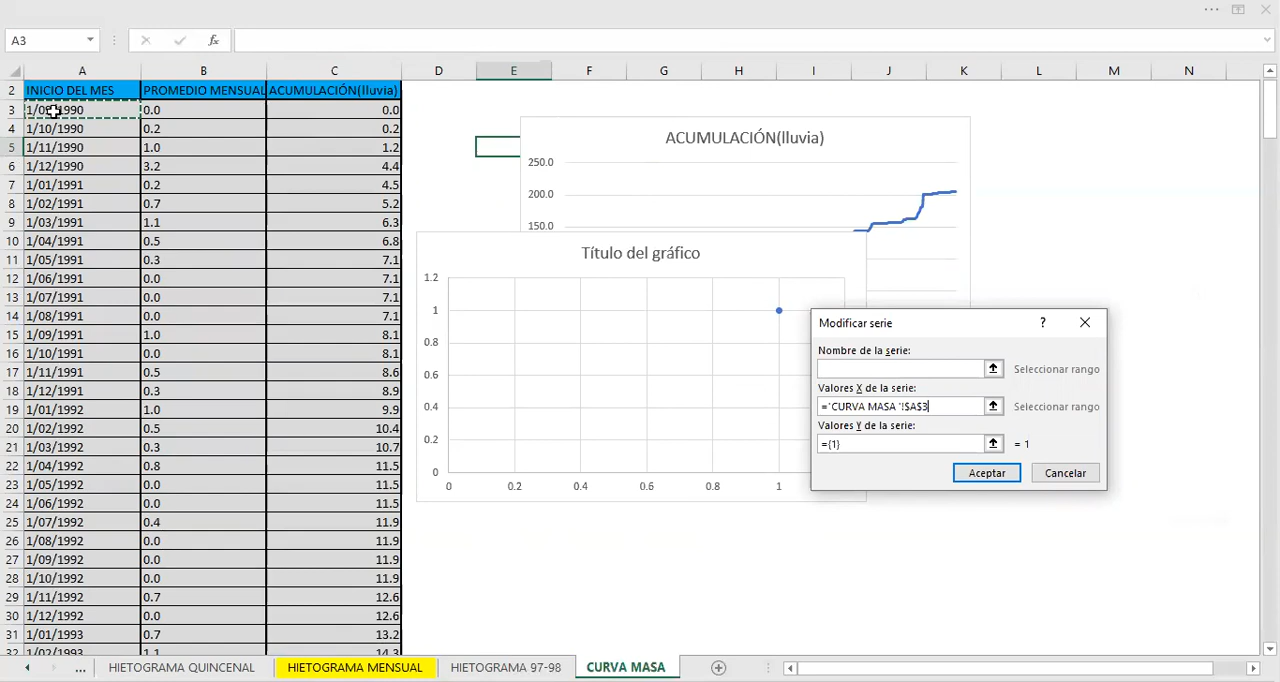 A3
fx
A B C D E F G H I J K L M N
2 INICIO DEL MES PROMEDIO MENSUAL ACUMULACIÓN(lluvia)
3 1/09/1990 0.0 0.0
4 1/10/1990 0.2 0.2
5 1/11/1990 1.0 1.2
6 1/12/1990 3.2 4.4
7 1/01/1991 0.2 4.5
8 1/02/1991 0.7 5.2
9 1/03/1991 1.1 6.3
10 1/04/1991 0.5 6.8
11 1/05/1991 0.3 7.1
12 1/06/1991 0.0 7.1
13 1/07/1991 0.0 7.1
14 1/08/1991 0.0 7.1
15 1/09/1991 1.0 8.1
16 1/10/1991 0.0 8.1
17 1/11/1991 0.5 8.6
18 1/12/1991 0.3 8.9
19 1/01/1992 1.0 9.9
20 1/02/1992 0.5 10.4
21 1/03/1992 0.3 10.7
22 1/04/1992 0.8 11.5
23 1/05/1992 0.0 11.5
24 1/06/1992 0.0 11.5
25 1/07/1992 0.4 11.9
26 1/08/1992 0.0 11.9
27 1/09/1992 0.0 11.9
28 1/10/1992 0.0 11.9
29 1/11/1992 0.7 12.6
30 1/12/1992 0.0 12.6
31 1/01/1993 0.7 13.2
32 1/02/1993 1.1 14.3
ACUMULACIÓN(lluvia)
250.0
200.0
150.0
Título del gráfico
1.2
1
0.8
0.6
0.4
0.2
0
0 0.2 0.4 0.6 0.8 1
Modificar serie ?
Nombre de la serie:
Seleccionar rango
Valores X de la serie:
='CURVA MASA '!$A$3 Seleccionar rango
Valores Y de la serie:
={1} = 1
Aceptar Cancelar
... HIETOGRAMA QUINCENAL HIETOGRAMA MENSUAL HIETOGRAMA 97-98 CURVA MASA